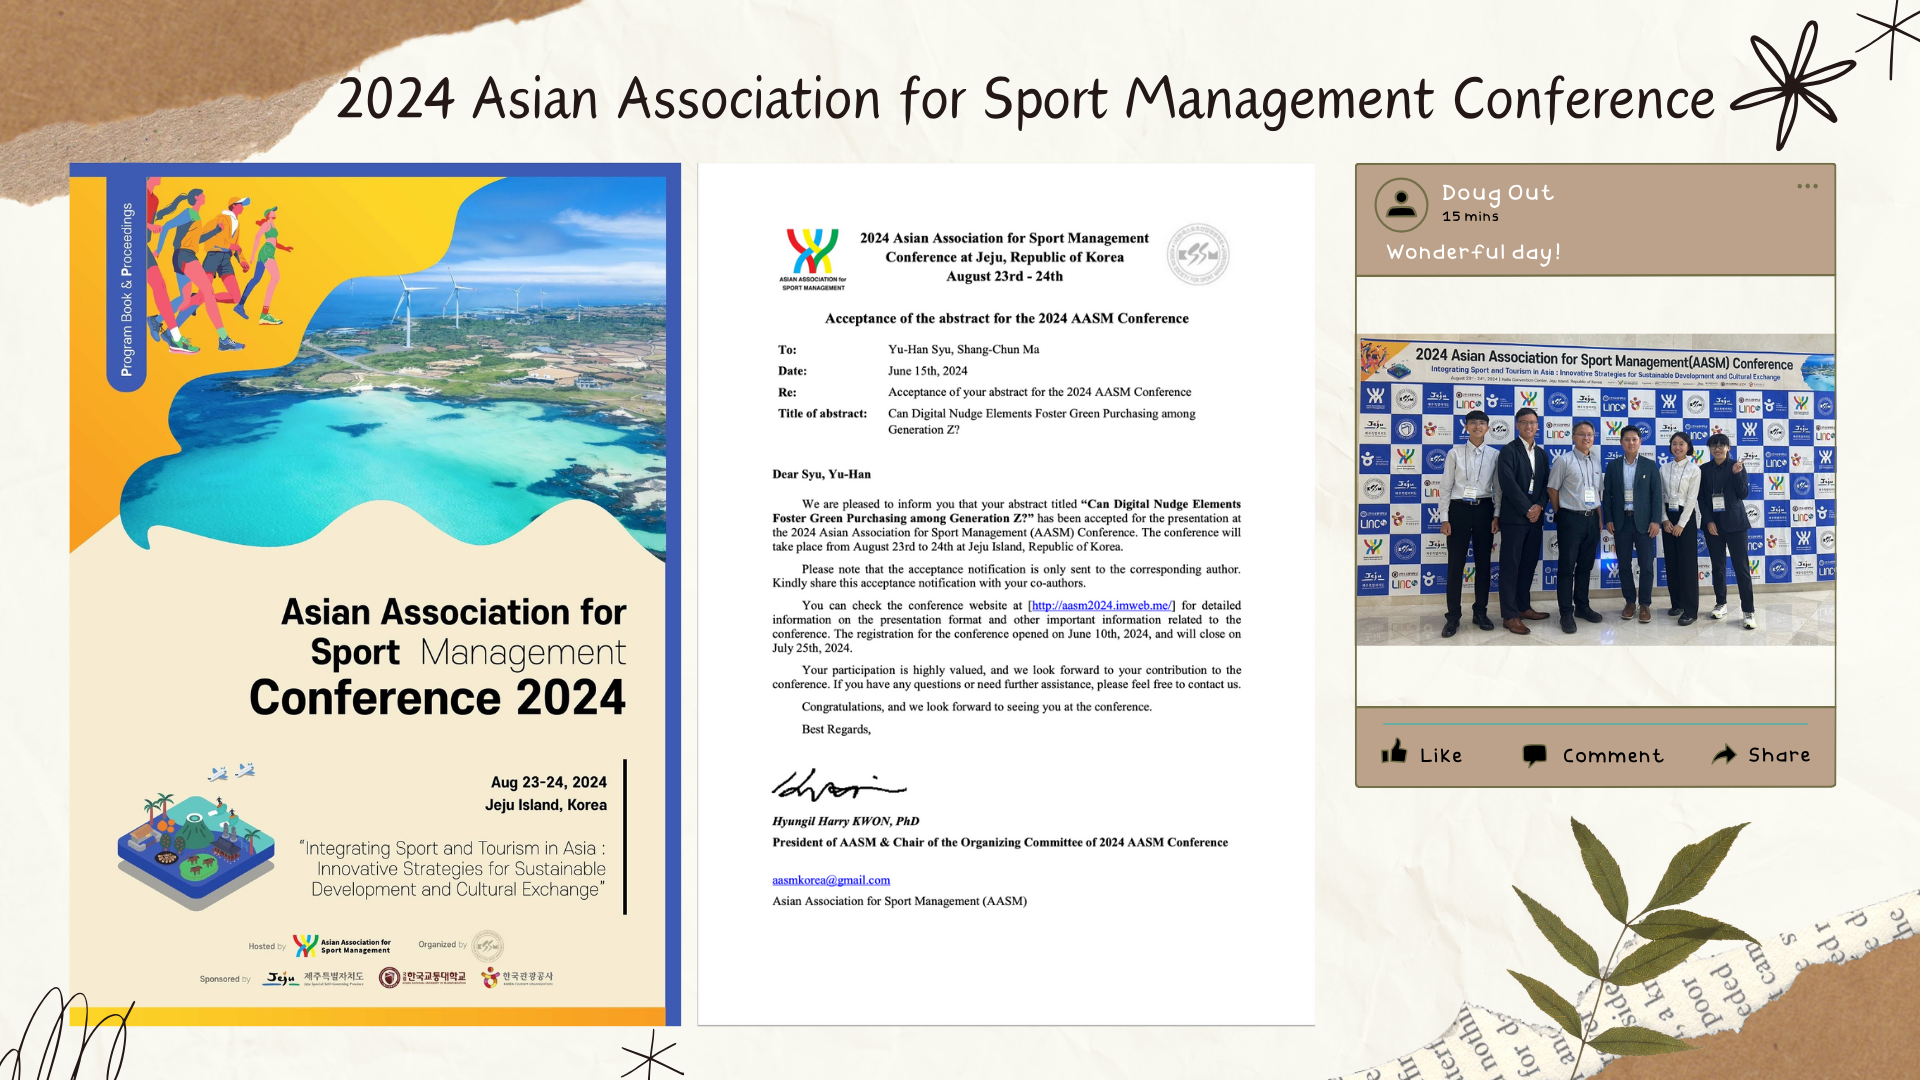 2024 Asian Association for Sport Management Conference
Program Book & Proceedings
Asian Association for
Sport Management
Conference 2024
Aug 23-24, 2024
Jeju Island, Korea
“Integrating Sport and Tourism in Asia :
Innovative Strategies for Sustainable
Development and Cultural Exchange”
Hosted by
Asian Association for
Sport Management
Organized by
Sponsored by
Jeju 제주특별자치도
한국교통대학교
한국관광공사
ASIAN ASSOCIATION for
SPORT MANAGEMENT
2024 Asian Association for Sport Management
Conference at Jeju, Republic of Korea
August 23rd - 24th
KSSM
Acceptance of the abstract for the 2024 AASM Conference
To: Yu-Han Syu, Shang-Chun Ma
Date: June 15th, 2024
Re: Acceptance of your abstract for the 2024 AASM Conference
Title of abstract: Can Digital Nudge Elements Foster Green Purchasing among
Generation Z?
Dear Syu, Yu-Han
We are pleased to inform you that your abstract titled “Can Digital Nudge Elements
Foster Green Purchasing among Generation Z?” has been accepted for the presentation at
the 2024 Asian Association for Sport Management (AASM) Conference. The conference will
take place from August 23rd to 24th at Jeju Island, Republic of Korea.
Please note that the acceptance notification is only sent to the corresponding author.
Kindly share this acceptance notification with your co-authors.
You can check the conference website at [http://aasm2024.imweb.me/] for detailed
information on the presentation format and other important information related to the
conference. The registration for the conference opened on June 10th, 2024, and will close on
July 25th, 2024.
Your participation is highly valued, and we look forward to your contribution to the
conference. If you have any questions or need further assistance, please feel free to contact us.
Congratulations, and we look forward to seeing you at the conference.
Best Regards,
Hyungil Harry KWON, PhD
President of AASM & Chair of the Organizing Committee of 2024 AASM Conference
aasmkorea@gmail.com
Asian Association for Sport Management (AASM)
Doug Out
15 mins
Wonderful day!
2024 Asian Association for Sport Management(AASM) Conference
Integrating Sport and Tourism in Asia : Innovative Strategies for Sustainable Development and Cultural Exchange
Like
Comment
Share